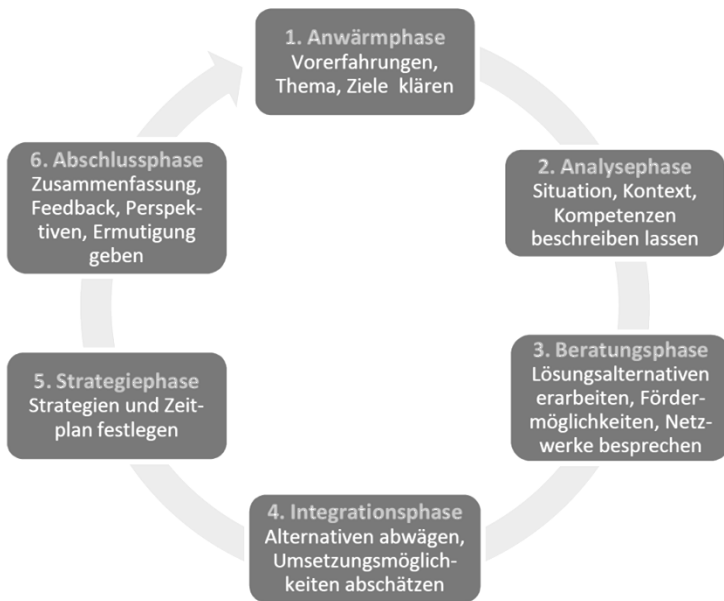 1. Anwärmphase
Vorerfahrungen,
Thema, Ziele klären
2. Analysephase
Situation, Kontext,
Kompetenzen
beschreiben lassen
3. Beratungsphase
Lösungsalternativen
erarbeiten, Förder-
möglichkeiten, Netz-
werke besprechen
4. Integrationsphase
Alternativen abwägen,
Umsetzungsmöglich-
keiten abschätzen
5. Strategiephase
Strategien und Zeit-
plan festlegen
6. Abschlussphase
Zusammenfassung,
Feedback, Perspek-
tiven, Ermutigung
geben